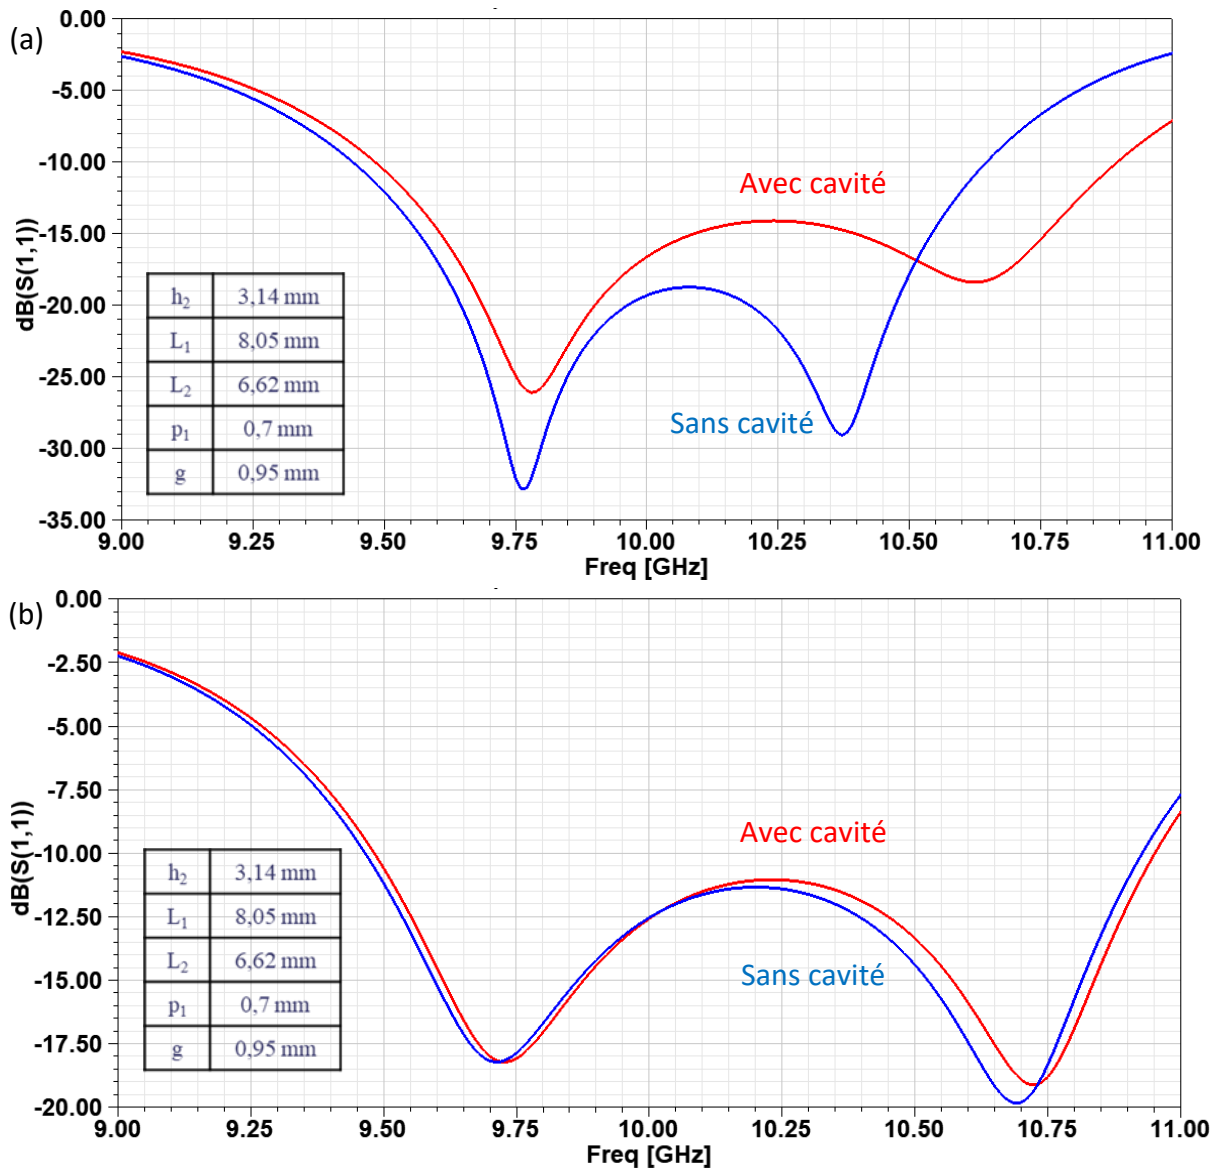 (a)
0.00
-5.00
-10.00
-15.00
-20.00
-25.00
-30.00
-35.00
dB(S(1,1))
Avec cavité
Sans cavité
h₂ 3,14 mm
L₁ 8,05 mm
L₂ 6,62 mm
p₁ 0,7 mm
g 0,95 mm
9.00 9.25 9.50 9.75 10.00 10.25 10.50 10.75 11.00
Freq [GHz]
(b)
0.00
-2.50
-5.00
-7.50
-10.00
-12.50
-15.00
-17.50
-20.00
dB(S(1,1))
Avec cavité
Sans cavité
h₂ 3,14 mm
L₁ 8,05 mm
L₂ 6,62 mm
p₁ 0,7 mm
g 0,95 mm
9.00 9.25 9.50 9.75 10.00 10.25 10.50 10.75 11.00
Freq [GHz]